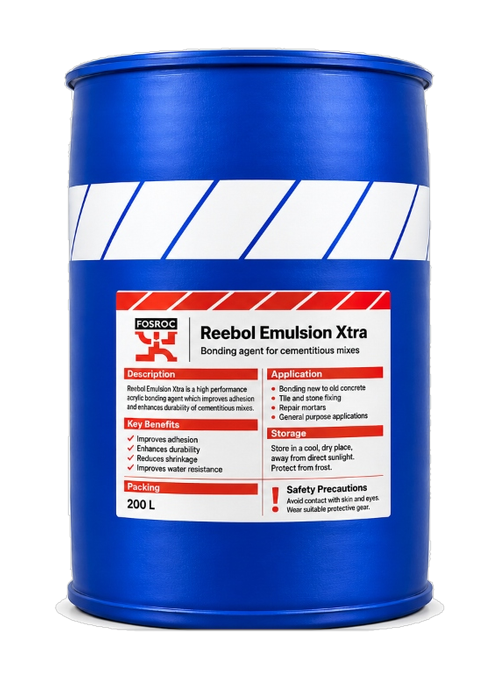 FOSROC
Reebol Emulsion Xtra
Bonding agent for cementitious mixes
Description
Reebol Emulsion Xtra is a high performance
acrylic bonding agent which improves adhesion
and enhances durability of cementitious mixes.
Key Benefits
✓ Improves adhesion
✓ Enhances durability
✓ Reduces shrinkage
✓ Improves water resistance
Packing
200 L
Application
• Bonding new to old concrete
• Tile and stone fixing
• Repair mortars
• General purpose applications
Storage
Store in a cool, dry place,
away from direct sunlight.
Protect from frost.
! Safety Precautions
Avoid contact with skin and eyes.
Wear suitable protective gear.